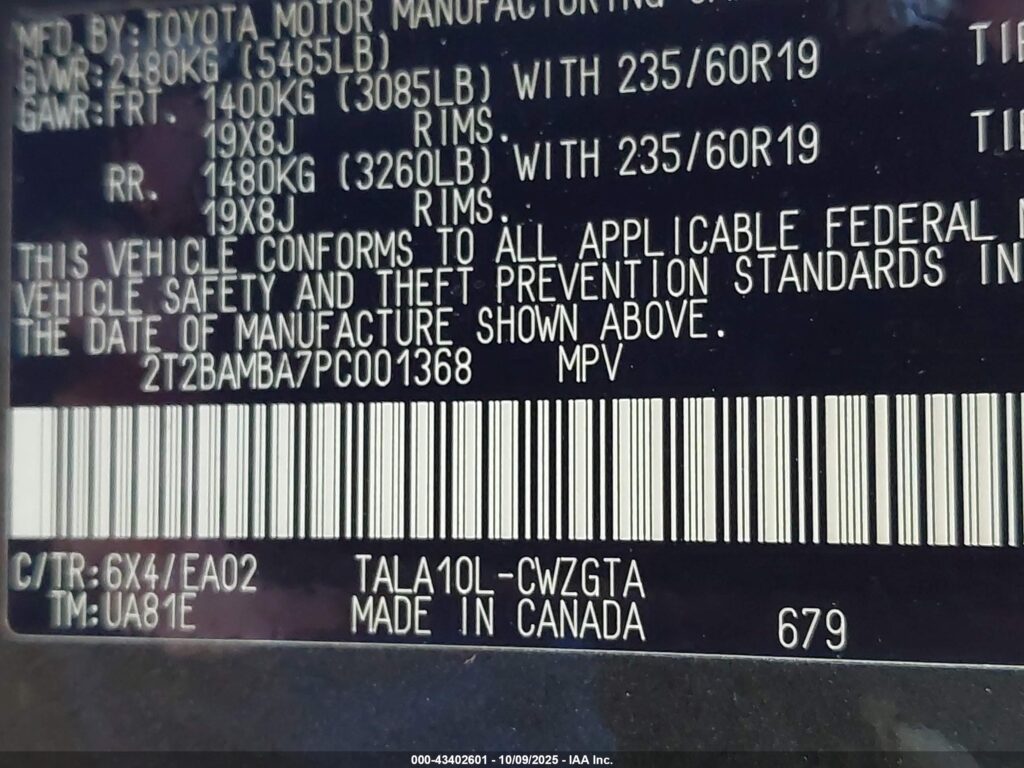 MFD. BY: TOYOTA MOTOR MANUFACTURING
GVWR: 2480KG (5465LB)
GAWR: FRT. 1400KG (3085LB) WITH 235/60R19
19X8J RIMS.
RR. 1480KG (3260LB) WITH 235/60R19
19X8J RIMS.
THIS VEHICLE CONFORMS TO ALL APPLICABLE FEDERAL
VEHICLE SAFETY AND THEFT PREVENTION STANDARDS IN
THE DATE OF MANUFACTURE SHOWN ABOVE.
2T2BAMBA7PC001368 MPV
C/TR: 6X4/EA02 TALA10L-CWZGTA
TM: UA81E MADE IN CANADA 679
000-43402601 - 10/09/2025 - IAA Inc.